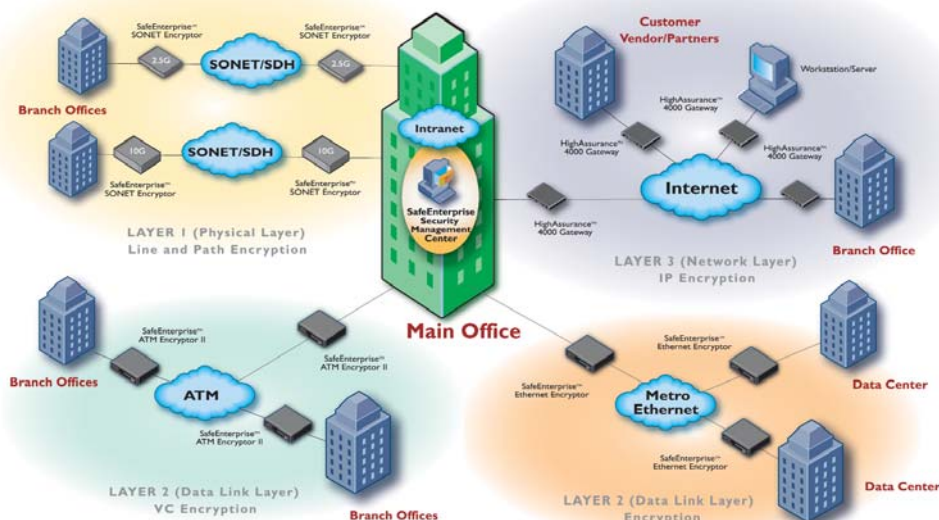 SafeEnterprise™
SONET Encryptor
SafeEnterprise™
SONET Encryptor
2.5G
SONET/SDH
2.5G
Branch Offices
10G
SONET/SDH
10G
SafeEnterprise™
SONET Encryptor
SafeEnterprise™
SONET Encryptor
LAYER 1 (Physical Layer)
Line and Path Encryption
Intranet
SafeEnterprise
Security
Management
Center
Main Office
Customer
Vendor/Partners
Workstation/Server
HighAssurance™
4000 Gateway
HighAssurance™
4000 Gateway
HighAssurance™
4000 Gateway
Internet
HighAssurance™
4000 Gateway
Branch Office
LAYER 3 (Network Layer)
IP Encryption
SafeEnterprise™
ATM Encryptor II
SafeEnterprise™
ATM Encryptor II
Branch Offices
ATM
SafeEnterprise™
ATM Encryptor II
LAYER 2 (Data Link Layer)
VC Encryption
Branch Offices
SafeEnterprise™
Ethernet Encryptor
SafeEnterprise™
Ethernet Encryptor
Data Center
Metro
Ethernet
SafeEnterprise™
Ethernet Encryptor
Data Center
LAYER 2 (Data Link Layer)
Encryption